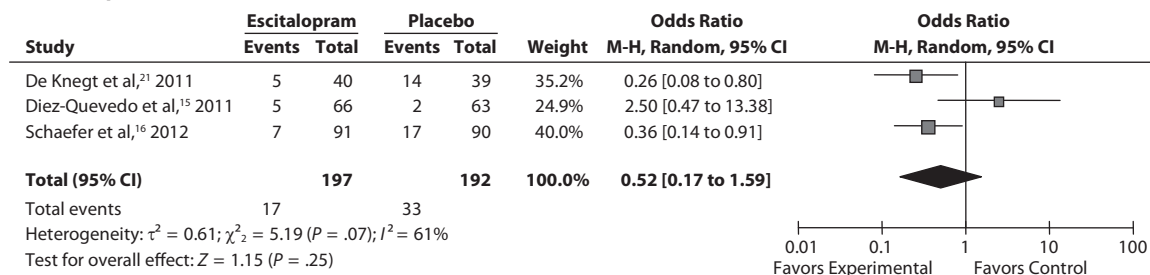 Escitalopram Placebo Odds Ratio Odds Ratio
Study Events Total Events Total Weight M-H, Random, 95% CI M-H, Random, 95% CI
De Knegt et al,²¹ 2011 5 40 14 39 35.2% 0.26 [0.08 to 0.80]
Diez-Quevedo et al,¹⁵ 2011 5 66 2 63 24.9% 2.50 [0.47 to 13.38]
Schaefer et al,¹⁶ 2012 7 91 17 90 40.0% 0.36 [0.14 to 0.91]
Total (95% CI) 197 192 100.0% 0.52 [0.17 to 1.59]
Total events 17 33
Heterogeneity: τ² = 0.61; χ²₂ = 5.19 (P = .07); I² = 61%
Test for overall effect: Z = 1.15 (P = .25)
0.01 0.1 1 10 100
Favors Experimental Favors Control